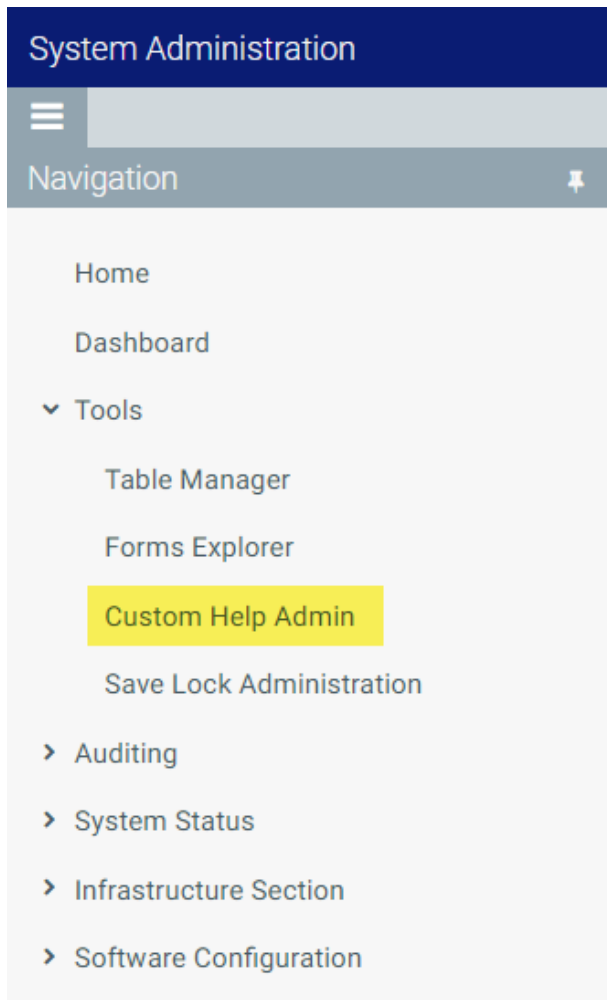 System Administration
Navigation
Home
Dashboard
Tools
Table Manager
Forms Explorer
Custom Help Admin
Save Lock Administration
Auditing
System Status
Infrastructure Section
Software Configuration